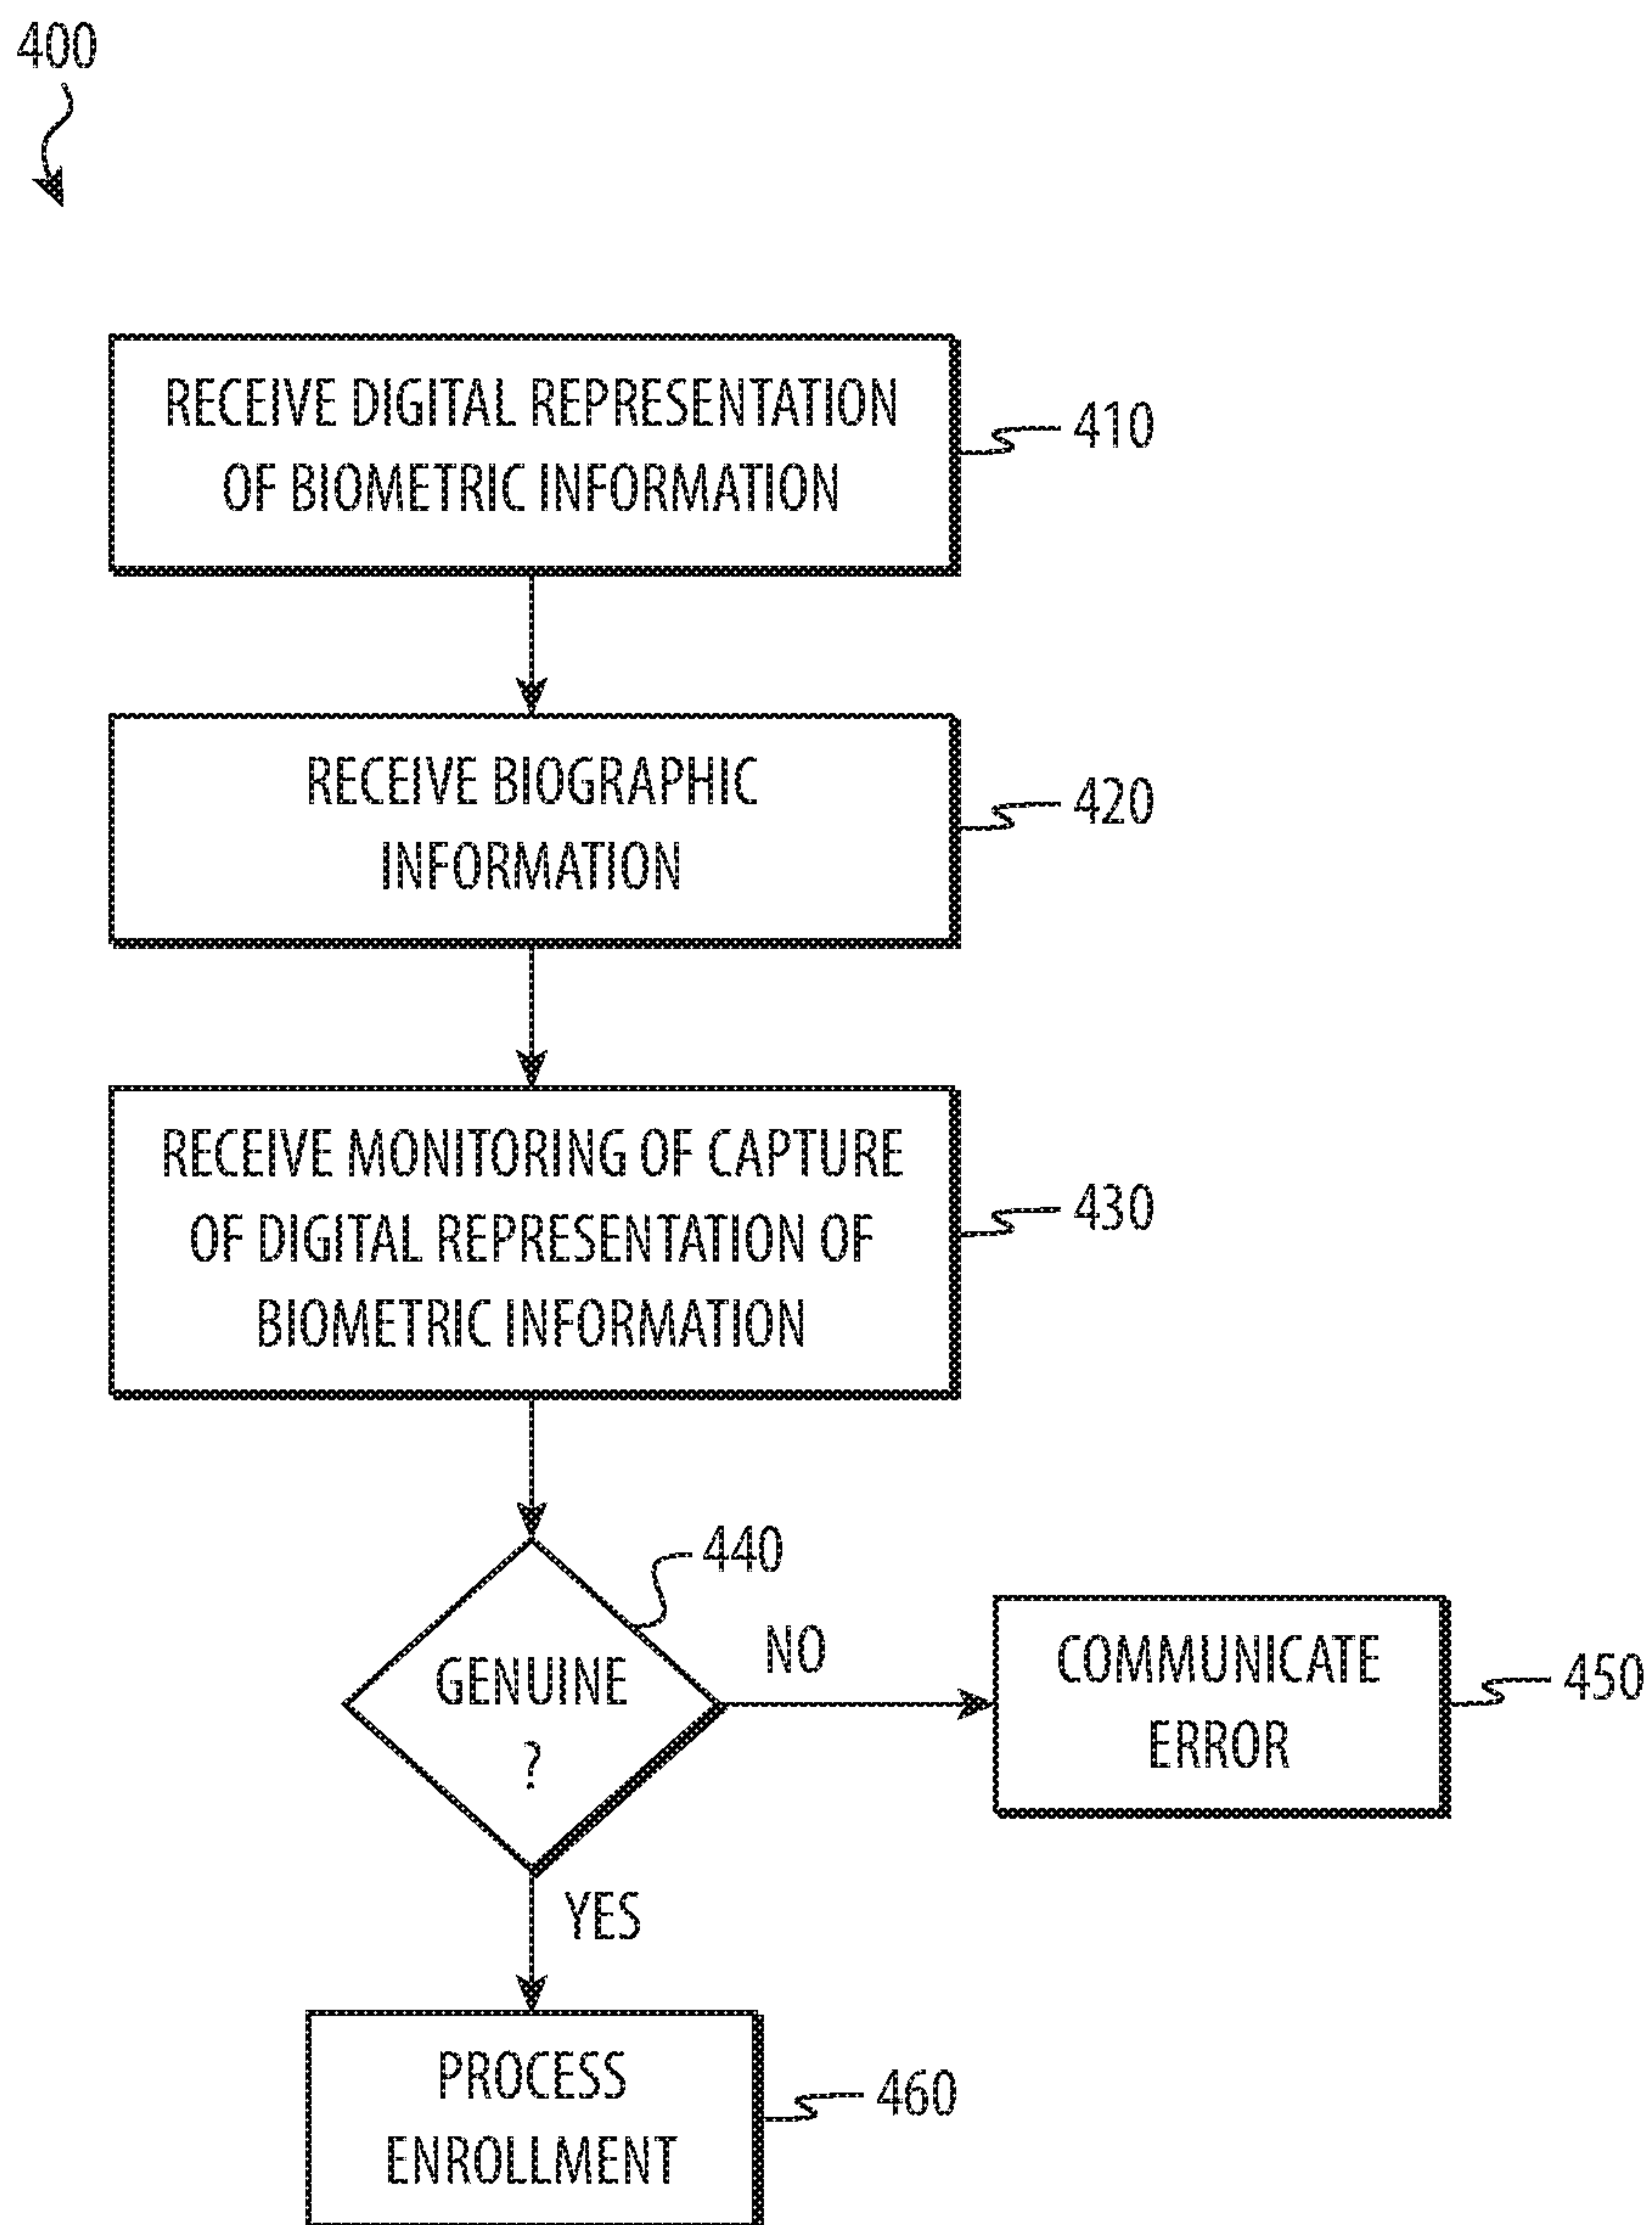 400
RECEIVE DIGITAL REPRESENTATION
OF BIOMETRIC INFORMATION
410
RECEIVE BIOGRAPHIC
INFORMATION
420
RECEIVE MONITORING OF CAPTURE
OF DIGITAL REPRESENTATION OF
BIOMETRIC INFORMATION
430
440
GENUINE
?
NO
COMMUNICATE
ERROR
450
YES
PROCESS
ENROLLMENT
460